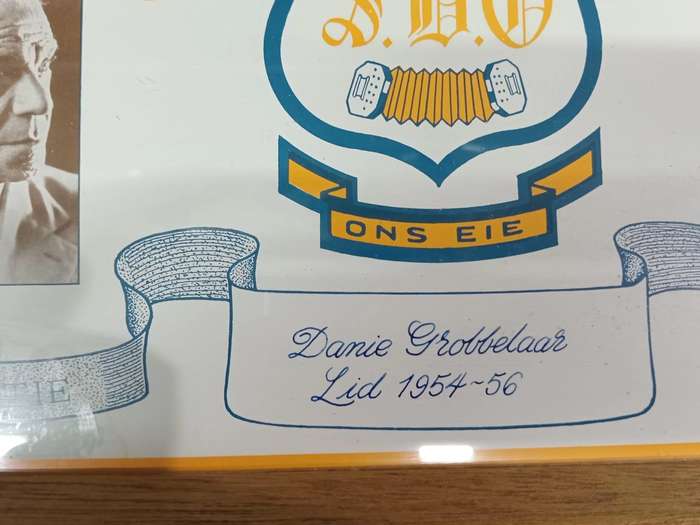 S.D.O
ONS EIE
Danie Grobbelaar
Lid 1954~56